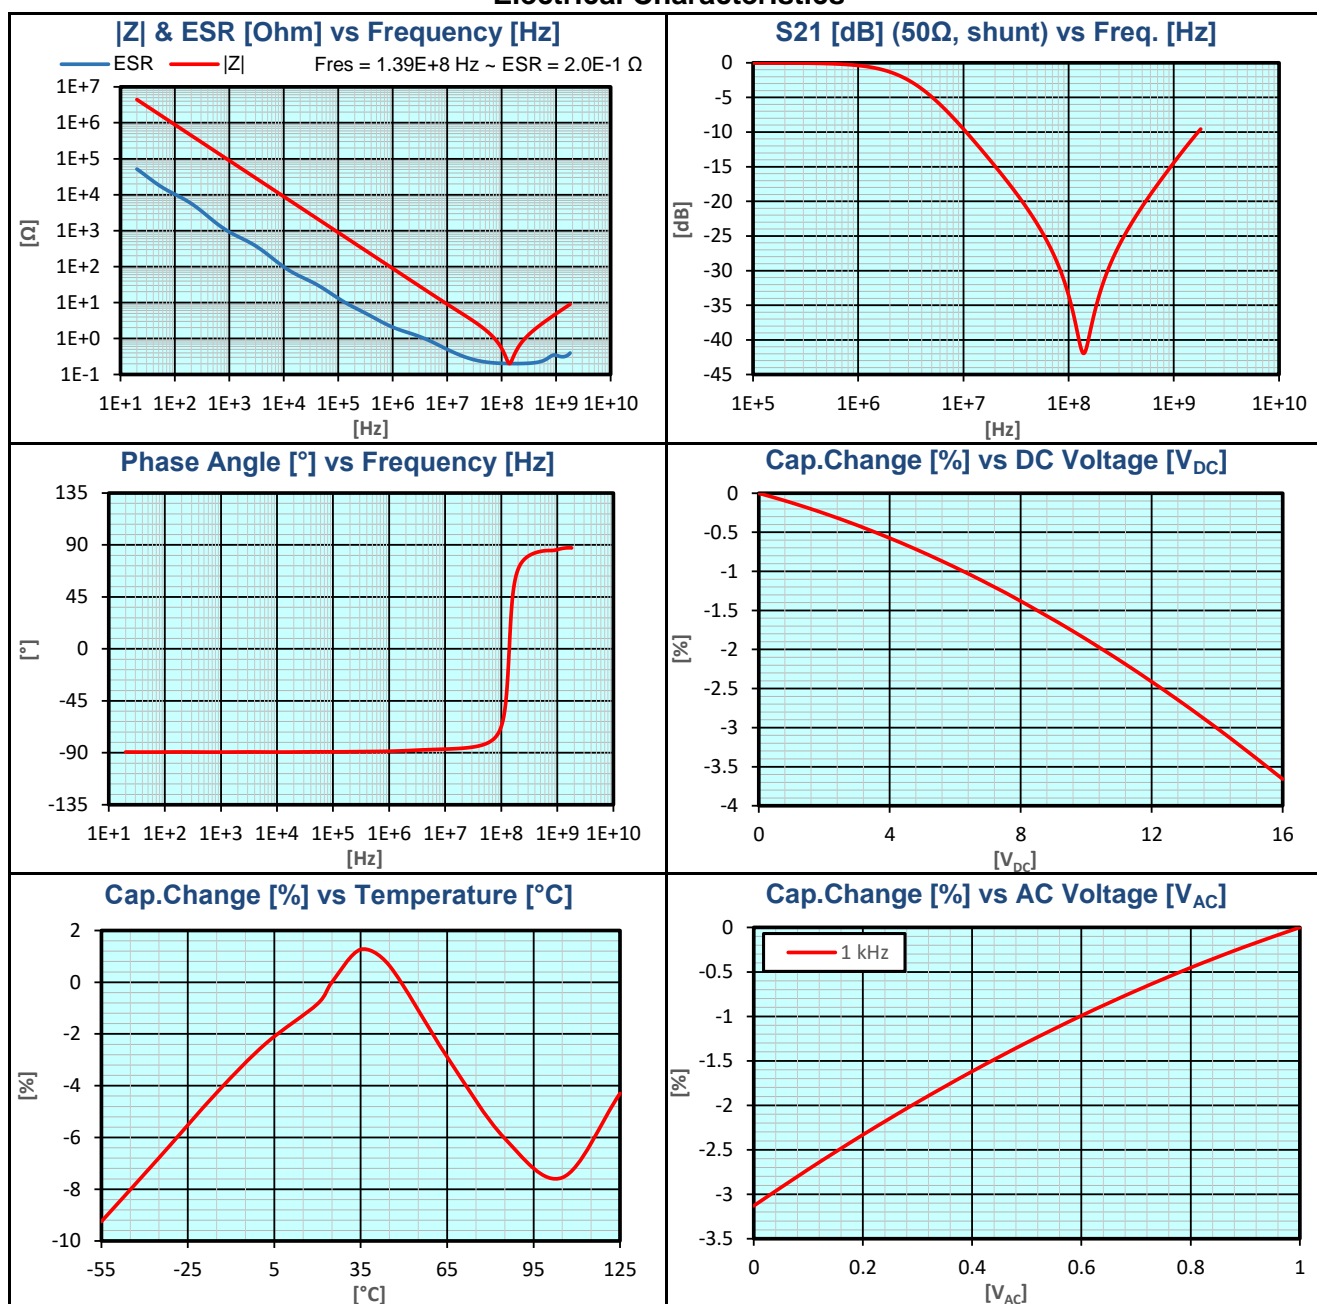 Electrical Characteristics
|Z| & ESR [Ohm] vs Frequency [Hz]
ESR |Z| Fres = 1.39E+8 Hz ~ ESR = 2.0E-1 Ω
1E+7
1E+6
1E+5
1E+4
1E+3
1E+2
1E+1
1E+0
1E-1
[Ω]
1E+1 1E+2 1E+3 1E+4 1E+5 1E+6 1E+7 1E+8 1E+9 1E+10
[Hz]
S21 [dB] (50Ω, shunt) vs Freq. [Hz]
0
-5
-10
-15
-20
-25
-30
-35
-40
-45
[dB]
1E+5 1E+6 1E+7 1E+8 1E+9 1E+10
[Hz]
Phase Angle [°] vs Frequency [Hz]
135
90
45
0
-45
-90
-135
[°]
1E+1 1E+2 1E+3 1E+4 1E+5 1E+6 1E+7 1E+8 1E+9 1E+10
[Hz]
Cap.Change [%] vs DC Voltage [VDC]
0
-0.5
-1
-1.5
-2
-2.5
-3
-3.5
-4
[%]
0 4 8 12 16
[VDC]
Cap.Change [%] vs Temperature [°C]
2
0
-2
-4
-6
-8
-10
[%]
-55 -25 5 35 65 95 125
[°C]
Cap.Change [%] vs AC Voltage [VAC]
1 kHz
0
-0.5
-1
-1.5
-2
-2.5
-3
-3.5
[%]
0 0.2 0.4 0.6 0.8 1
[VAC]